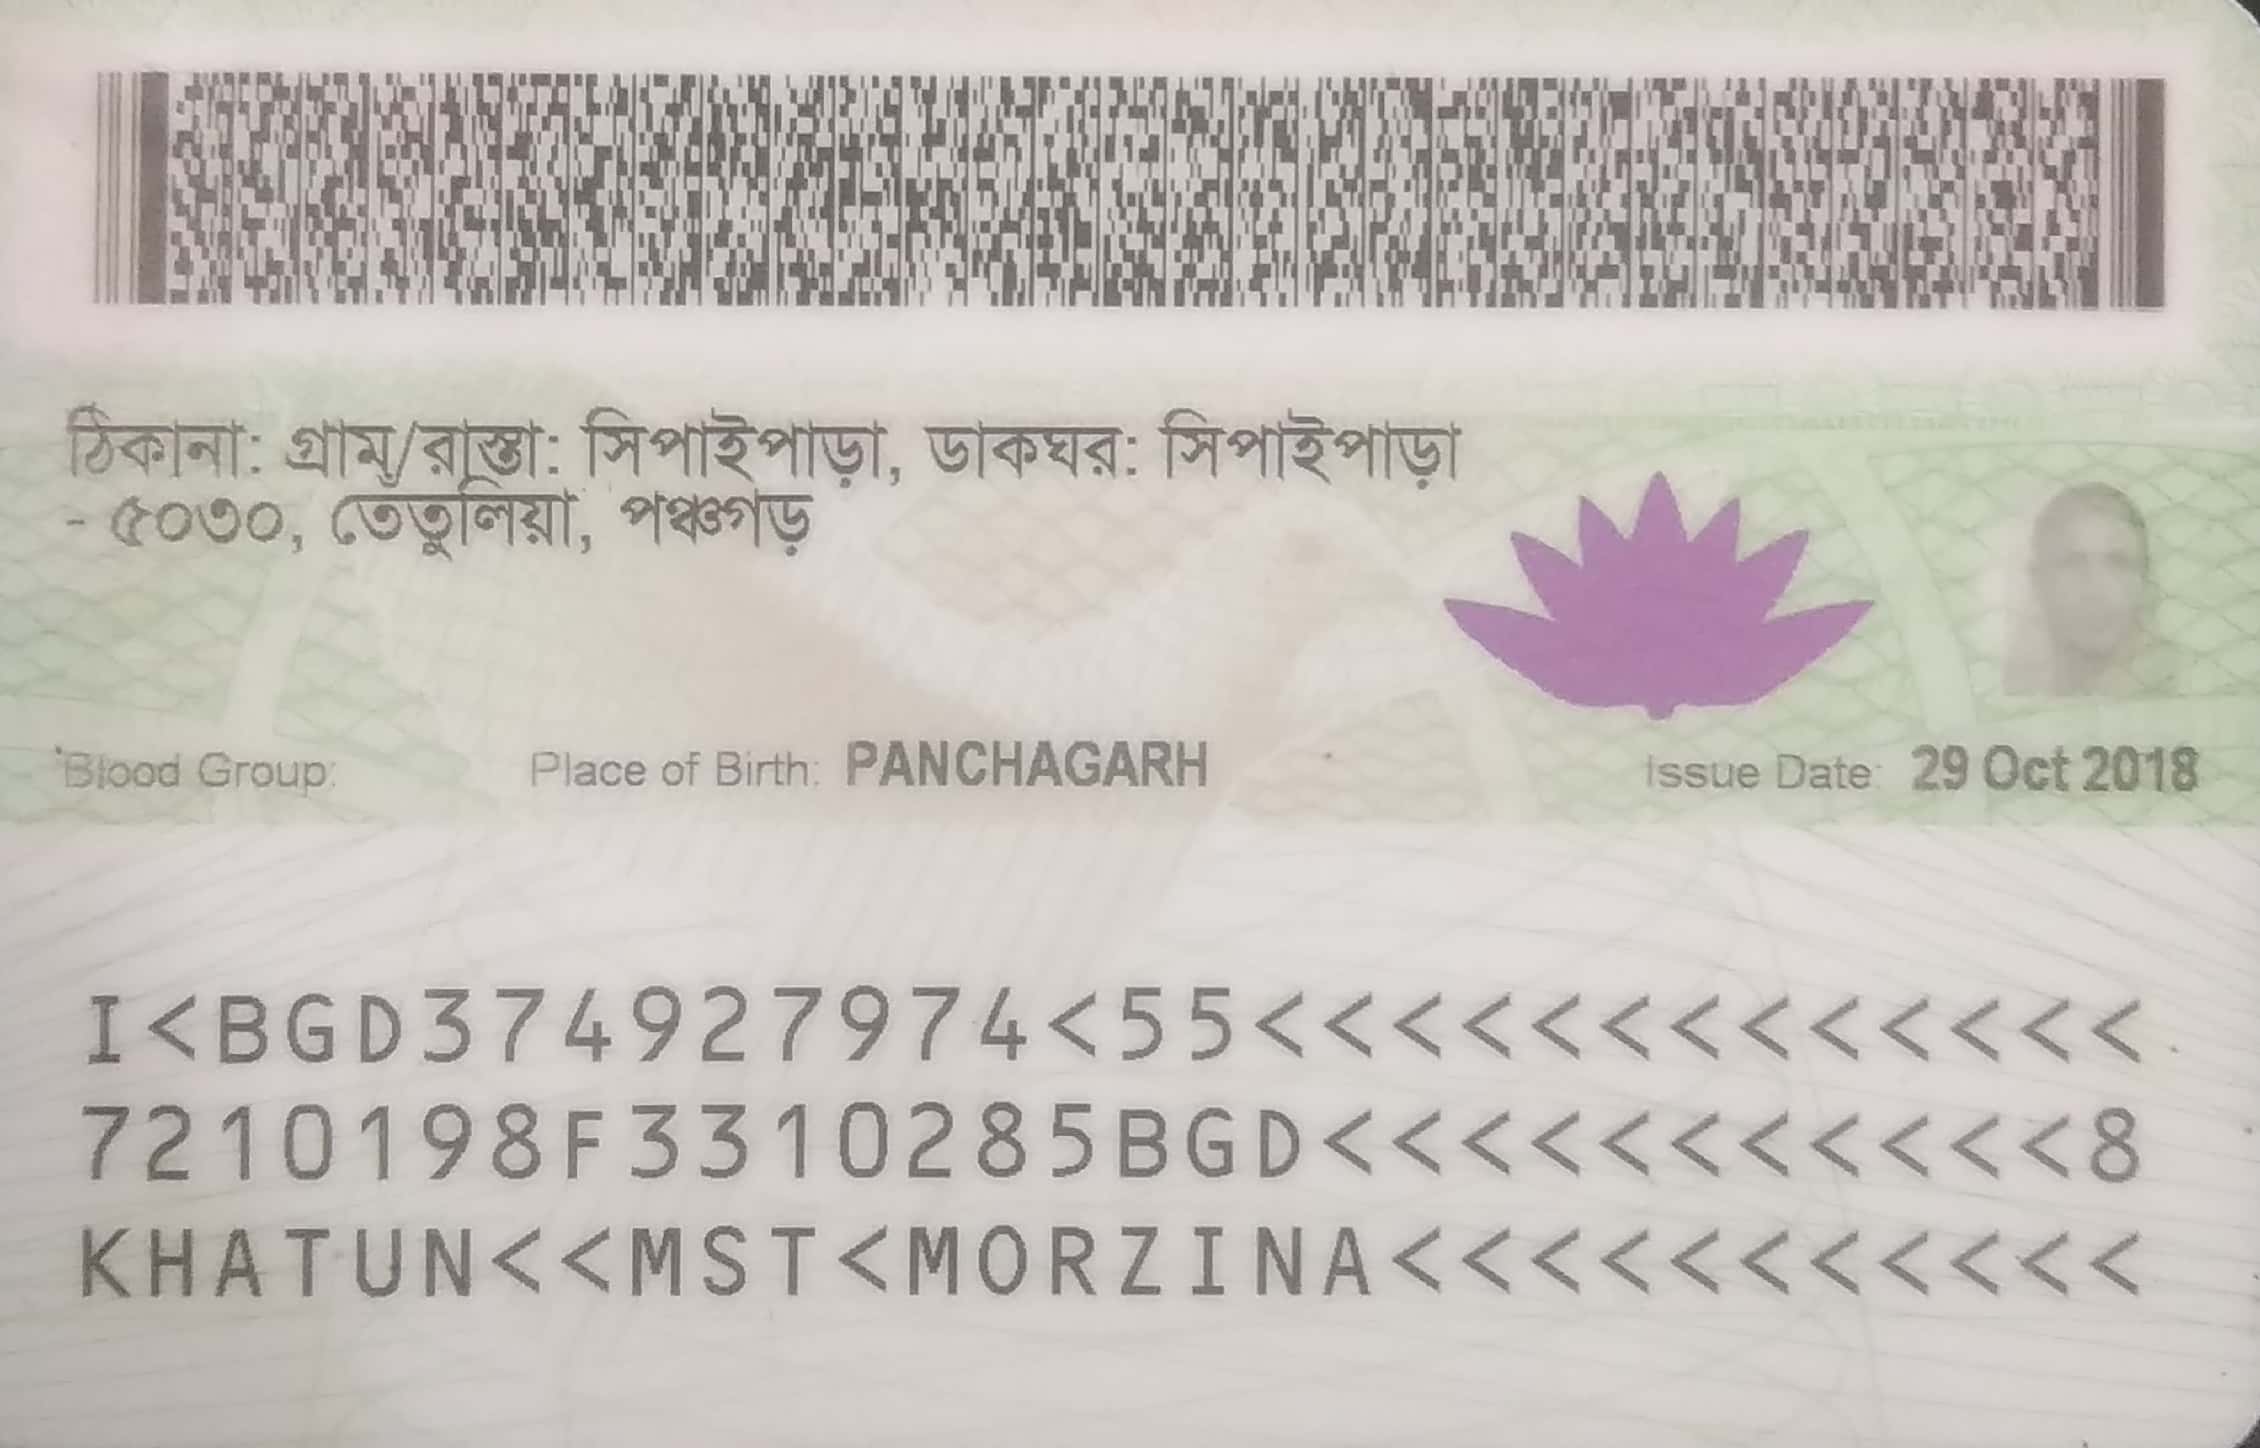 ঠিকানা: গ্রাম/রাস্তা: সিপাইপাড়া, ডাকঘর: সিপাইপাড়া
- ৫০৩০, তেঁতুলিয়া, পঞ্চগড়
Blood Group: Place of Birth: PANCHAGARH Issue Date: 29 Oct 2018
I<BGD374927974<55<<<<<<<<<<<<<
7210198F3310285BGD<<<<<<<<<<<8
KHATUN<<MST<MORZINA<<<<<<<<<<<